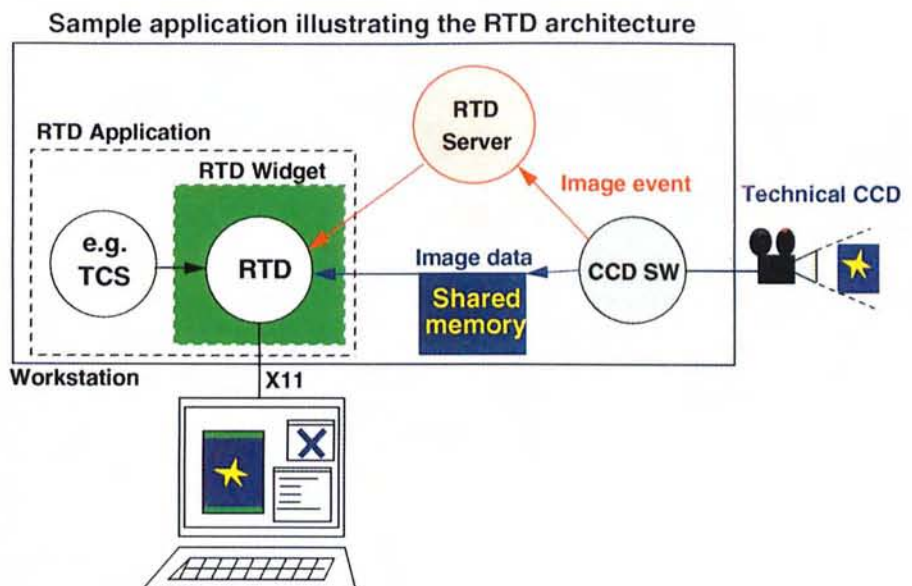 Sample application illustrating the RTD architecture
RTD Application
RTD Widget
e.g.
TCS
RTD
RTD
Server
Image event
Image data
Shared
memory
CCD SW
Technical CCD
Workstation
X11